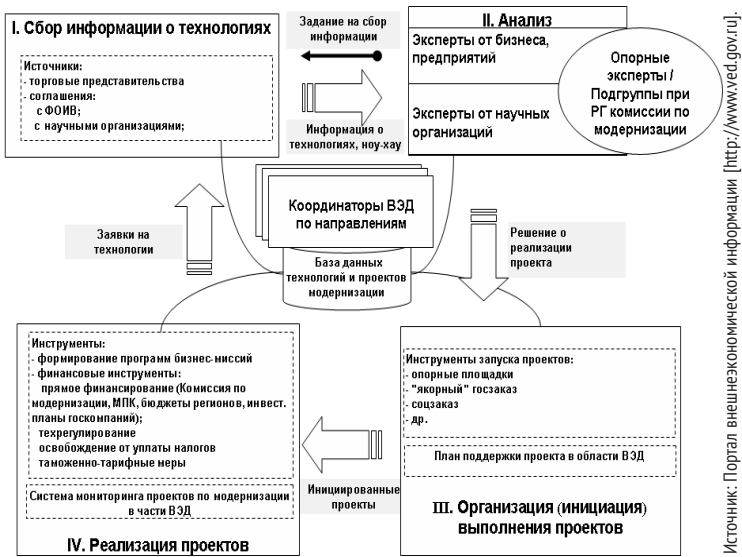 I. Сбор информации о технологиях
Источники:
- торговые представительства
- соглашения:
с ФОИВ;
с научными организациями;
Задание на сбор
информации
Информация о
технологиях, ноу-хау
II. Анализ
Эксперты от бизнеса,
предприятий
Эксперты от научных
организаций
Опорные
эксперты /
Подгруппы при
РГ комиссии по
модернизации
Координаторы ВЭД
по направлениям
База данных
технологий и проектов
модернизации
Заявки на
технологии
Решение о
реализации
проекта
Инструменты:
- формирование программ бизнес-миссий
- финансовые инструменты:
прямое финансирование (Комиссия по
модернизации, МПК, бюджеты регионов, инвест.
планы госкомпаний);
техрегулирование
освобождение от уплаты налогов
таможенно-тарифные меры
Система мониторинга проектов по модернизации
в части ВЭД
IV. Реализация проектов
Инициированные
проекты
Инструменты запуска проектов:
- опорные площадки
- "якорный" госзаказ
- соцзаказ
- др.
План поддержки проекта в области ВЭД
III. Организация (инициация)
выполнения проектов
Источник: Портал внешнеэкономической информации [http://www.ved.gov.ru].